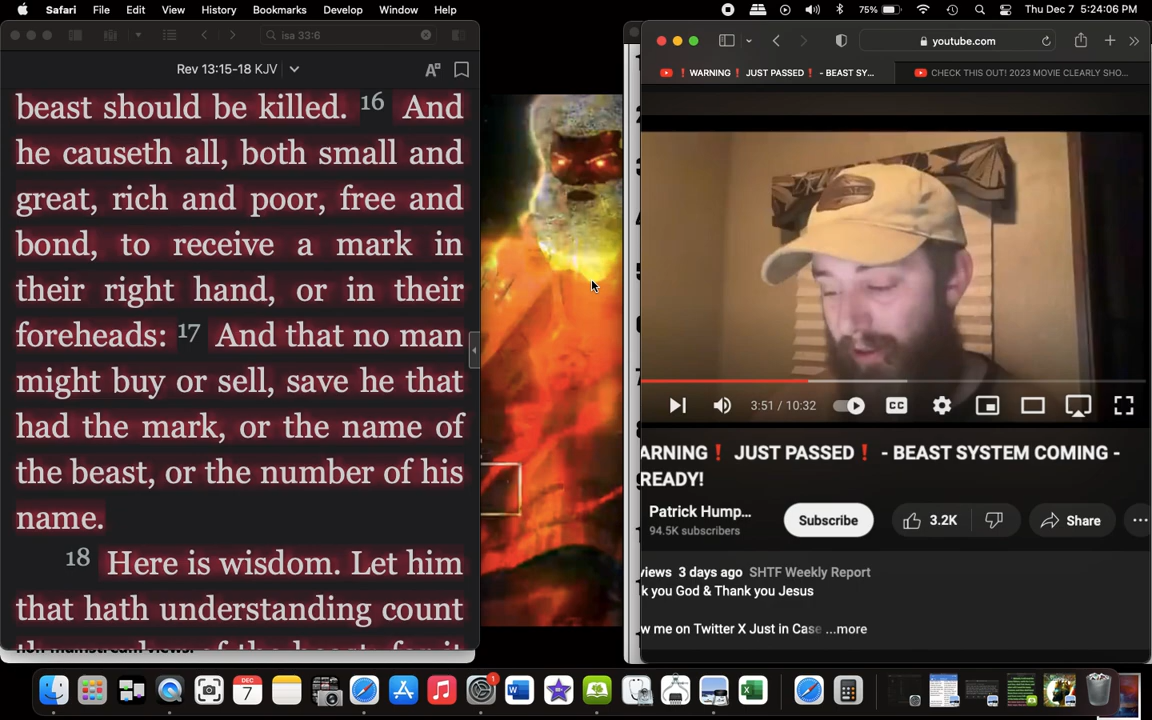 Safari File Edit View History Bookmarks Develop Window Help
75% Thu Dec 7 5:24:06 PM
isa 33:6
Rev 13:15-18 KJV
beast should be killed. 16 And
he causeth all, both small and
great, rich and poor, free and
bond, to receive a mark in
their right hand, or in their
foreheads: 17 And that no man
might buy or sell, save he that
had the mark, or the name of
the beast, or the number of his
name.
18 Here is wisdom. Let him
that hath understanding count
youtube.com
❗WARNING❗ JUST PASSED❗ - BEAST SY...
CHECK THIS OUT! 2023 MOVIE CLEARLY SHO...
3:51 / 10:32
CC
ARNING❗ JUST PASSED❗ - BEAST SYSTEM COMING -
READY!
Patrick Hump...
94.5K subscribers
Subscribe
3.2K
Share
iews 3 days ago SHTF Weekly Report
k you God & Thank you Jesus
w me on Twitter X Just in Case ...more
DEC
7
1